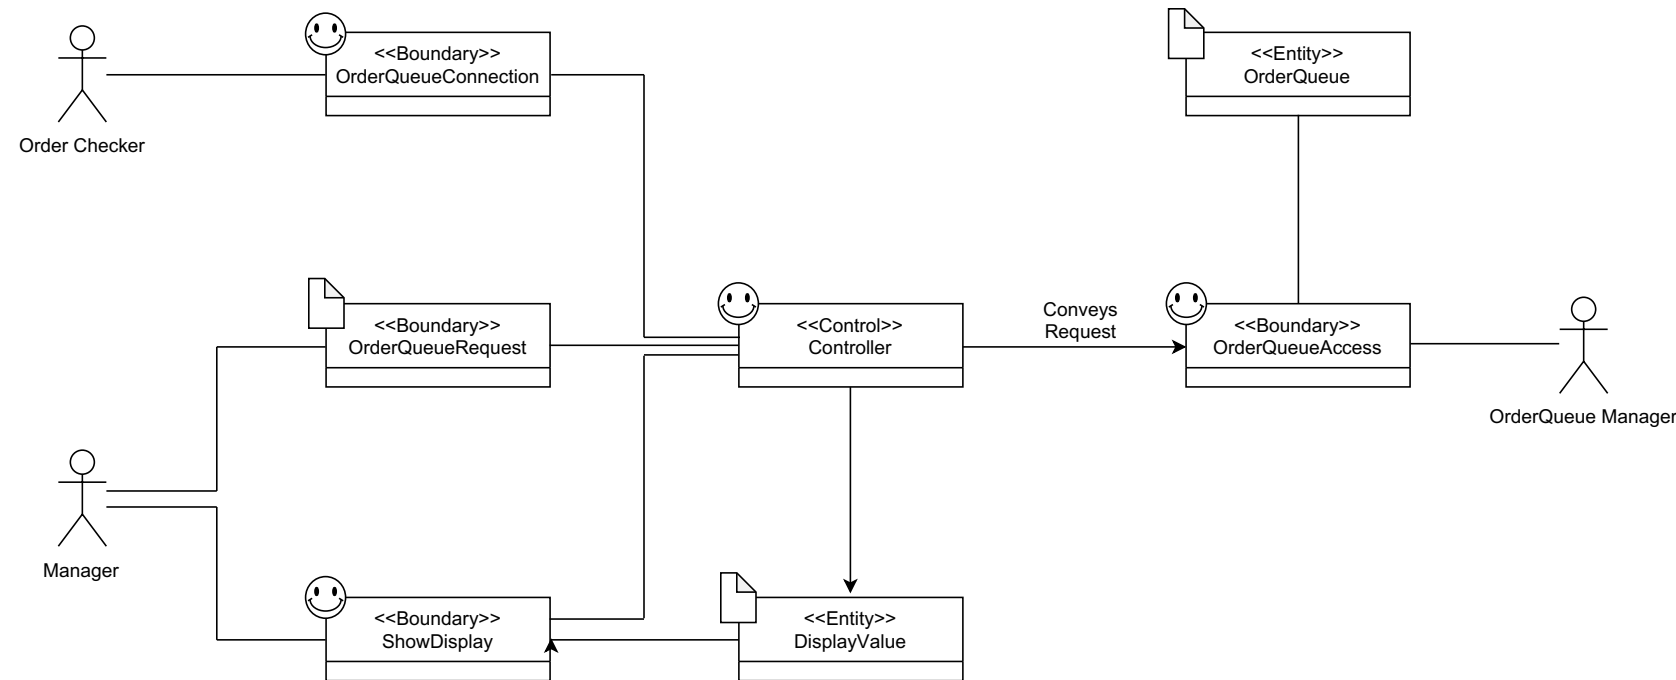 <<Boundary>>
OrderQueueConnection
<<Entity>>
OrderQueue
Order Checker
<<Boundary>>
OrderQueueRequest
<<Control>>
Controller
Conveys
Request
<<Boundary>>
OrderQueueAccess
OrderQueue Manager
Manager
<<Boundary>>
ShowDisplay
<<Entity>>
DisplayValue